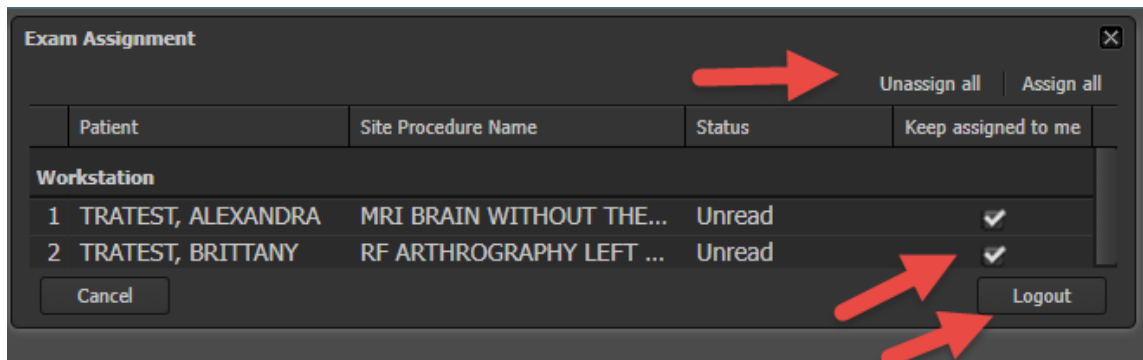 Exam Assignment
Unassign all Assign all
Patient Site Procedure Name Status Keep assigned to me
Workstation
1 TRATEST, ALEXANDRA MRI BRAIN WITHOUT THE... Unread
2 TRATEST, BRITTANY RF ARTHROGRAPHY LEFT ... Unread
Cancel Logout